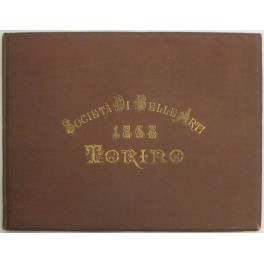 SOCIETÀ DI BELLE ARTI
1868
TORINO